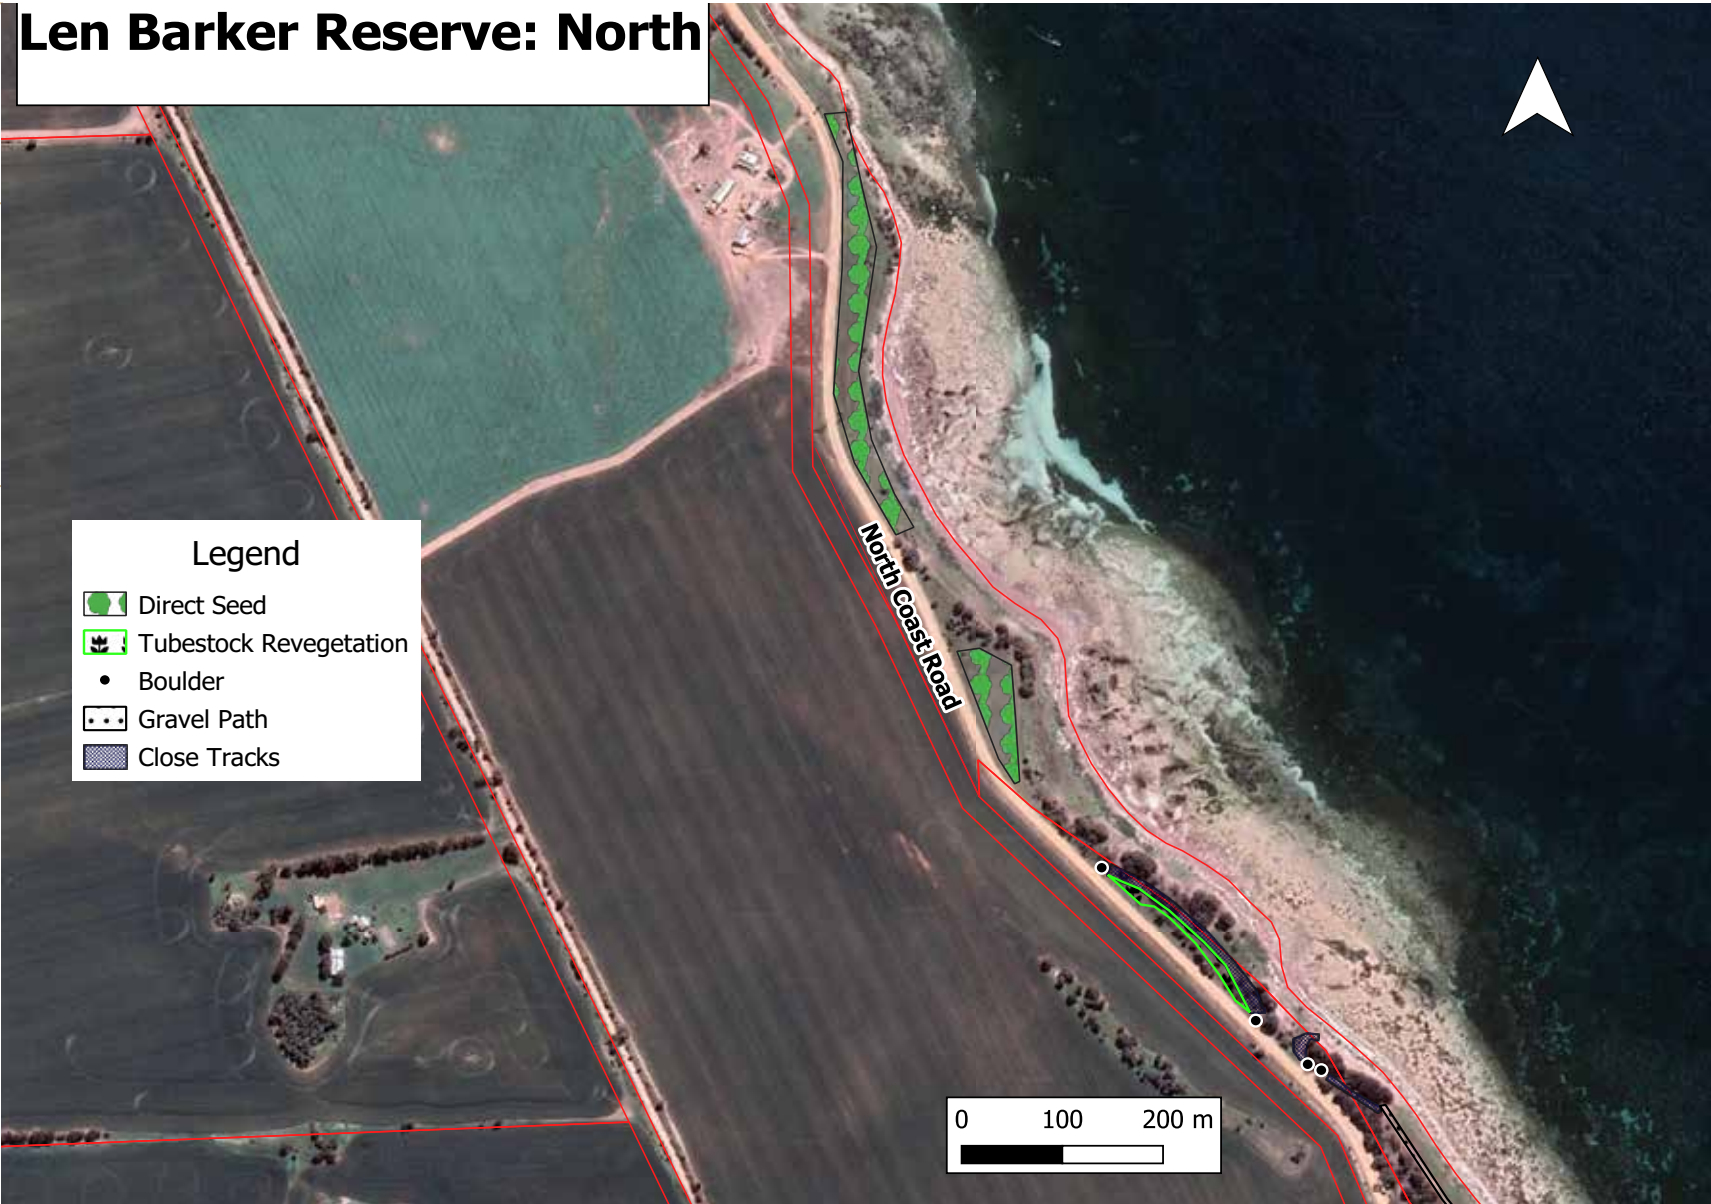 Len Barker Reserve: North
North Coast Road
Legend
Direct Seed
Tubestock Revegetation
Boulder
Gravel Path
Close Tracks
0 100 200 m